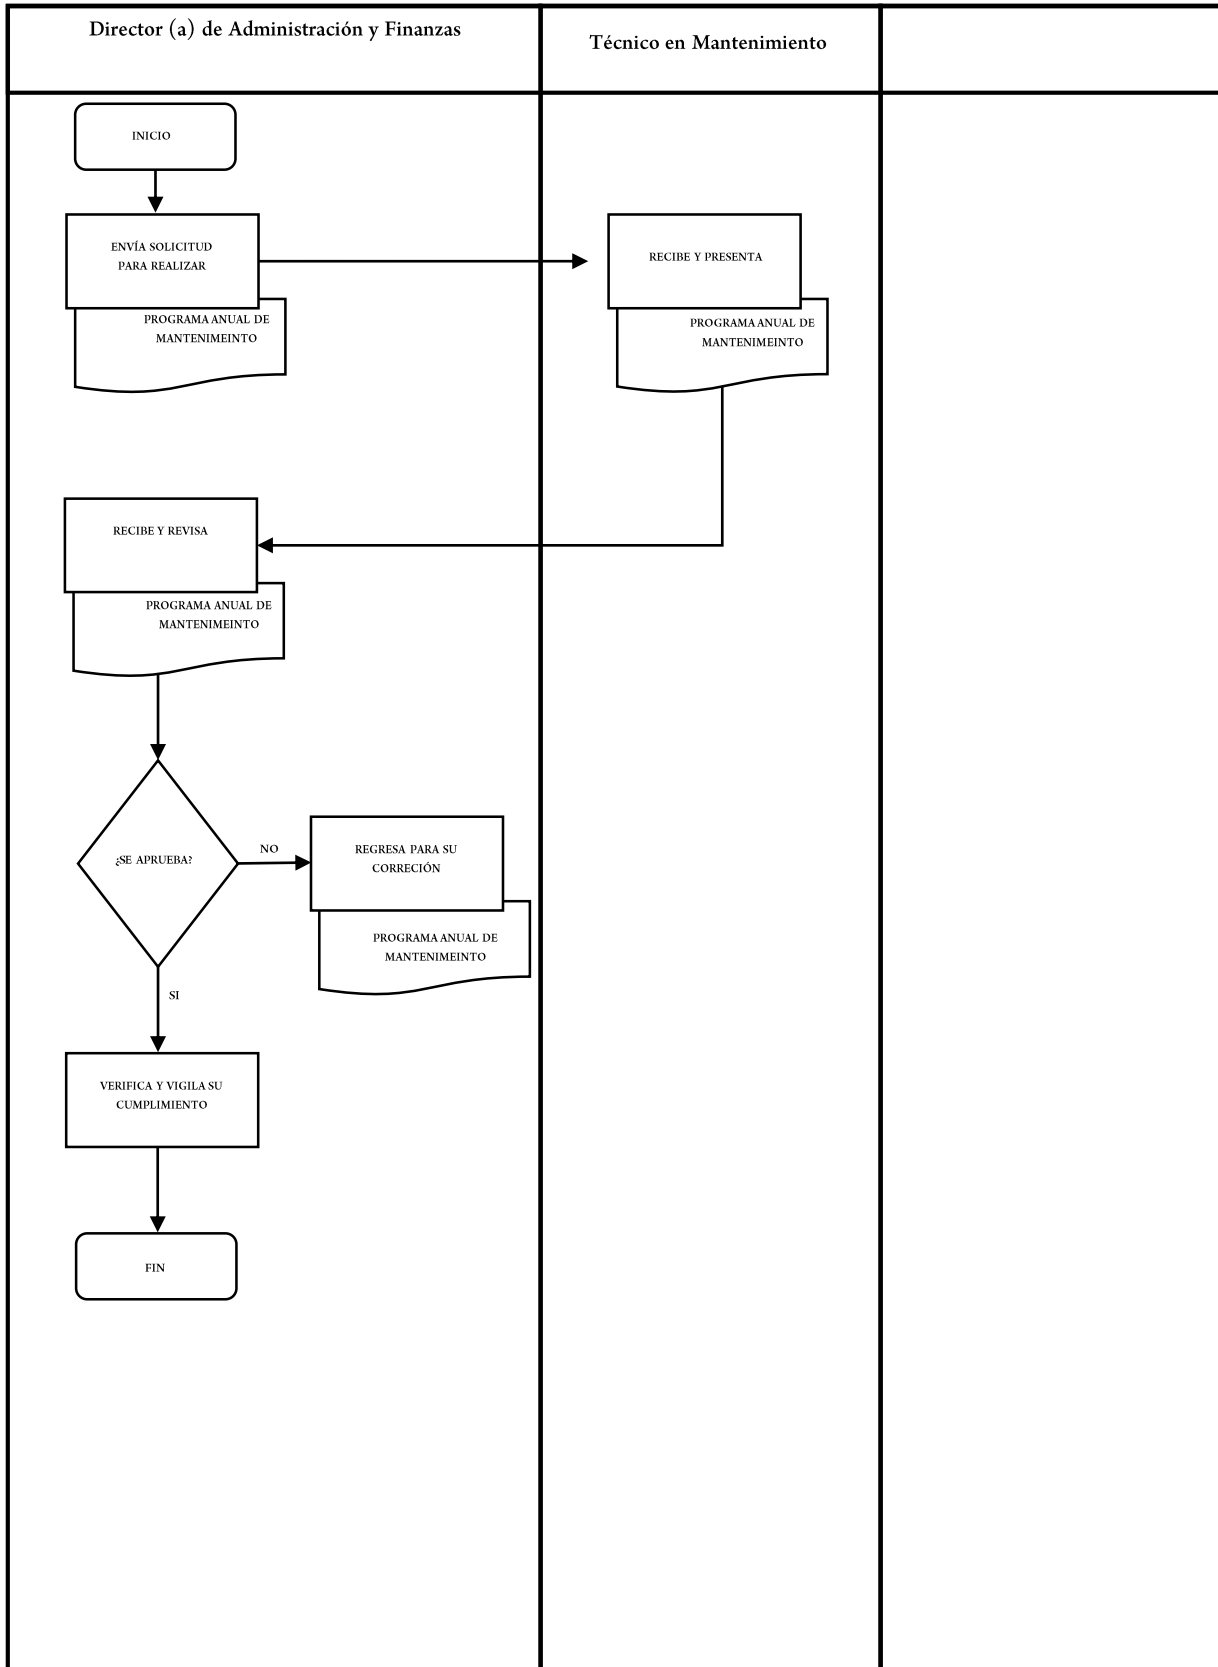 Director (a) de Administración y Finanzas
Técnico en Mantenimiento
INICIO
ENVÍA SOLICITUD
PARA REALIZAR
PROGRAMA ANUAL DE
MANTENIMEINTO
RECIBE Y PRESENTA
PROGRAMA ANUAL DE
MANTENIMEINTO
RECIBE Y REVISA
PROGRAMA ANUAL DE
MANTENIMEINTO
¿SE APRUEBA?
NO
REGRESA PARA SU
CORRECIÓN
PROGRAMA ANUAL DE
MANTENIMEINTO
SI
VERIFICA Y VIGILA SU
CUMPLIMIENTO
FIN